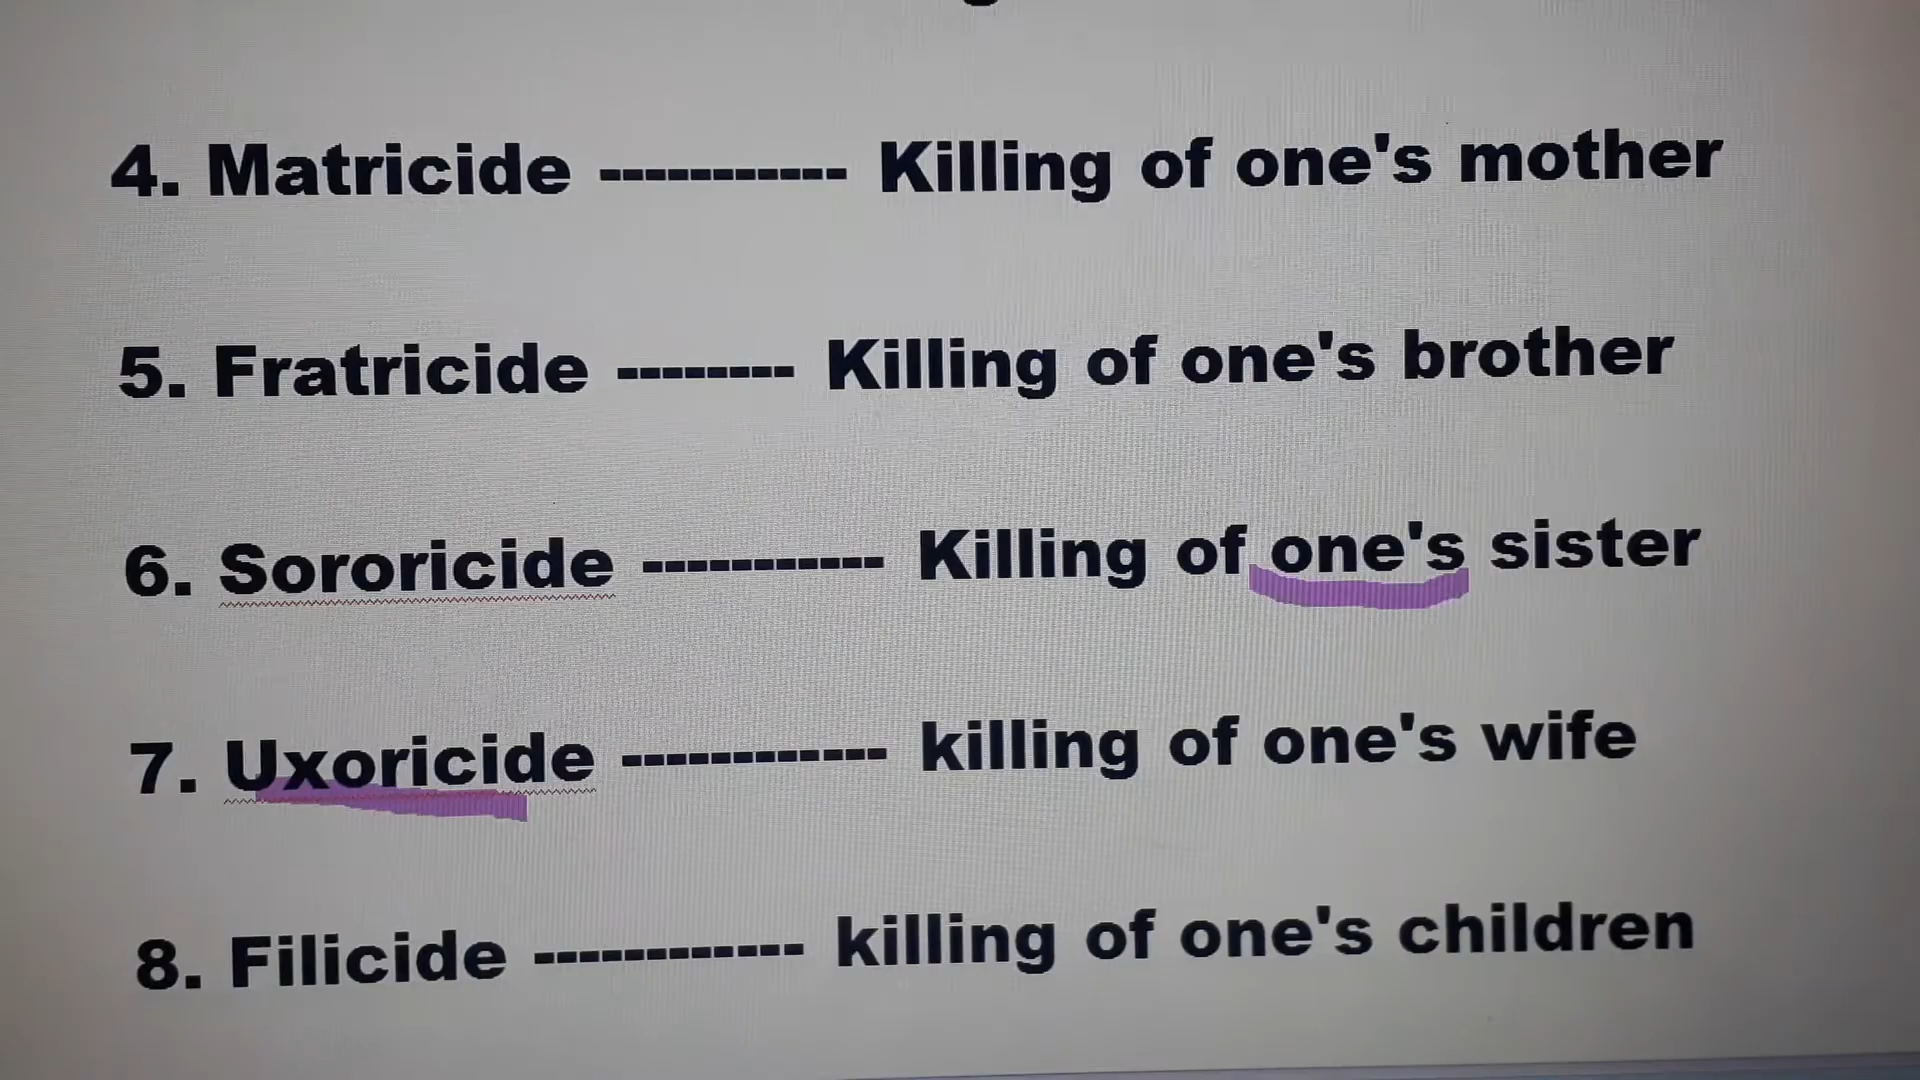 4. Matricide ----------- Killing of one's mother
5. Fratricide -------- Killing of one's brother
6. Sororicide ----------- Killing of one's sister
7. Uxoricide ------------ killing of one's wife
8. Filicide ------------ killing of one's children